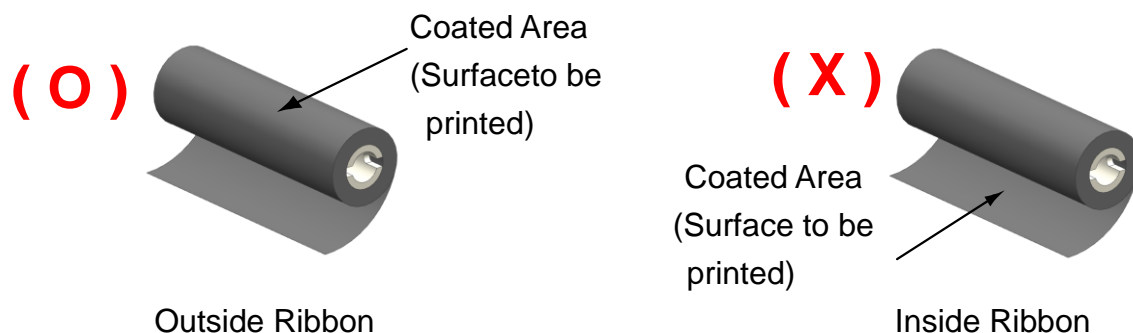 ( O )
Coated Area
(Surfaceto be
printed)
Outside Ribbon
( X )
Coated Area
(Surface to be
printed)
Inside Ribbon